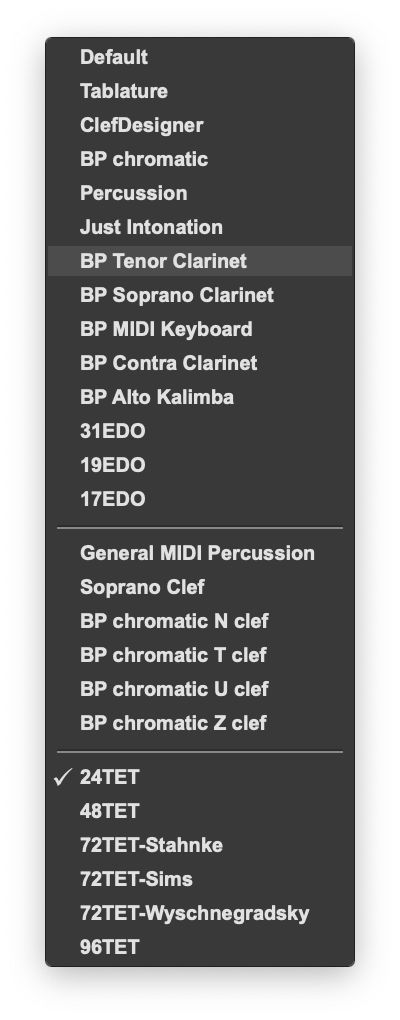 Default
Tablature
ClefDesigner
BP chromatic
Percussion
Just Intonation
BP Tenor Clarinet
BP Soprano Clarinet
BP MIDI Keyboard
BP Contra Clarinet
BP Alto Kalimba
31EDO
19EDO
17EDO
General MIDI Percussion
Soprano Clef
BP chromatic N clef
BP chromatic T clef
BP chromatic U clef
BP chromatic Z clef
✓ 24TET
48TET
72TET-Stahnke
72TET-Sims
72TET-Wyschnegradsky
96TET